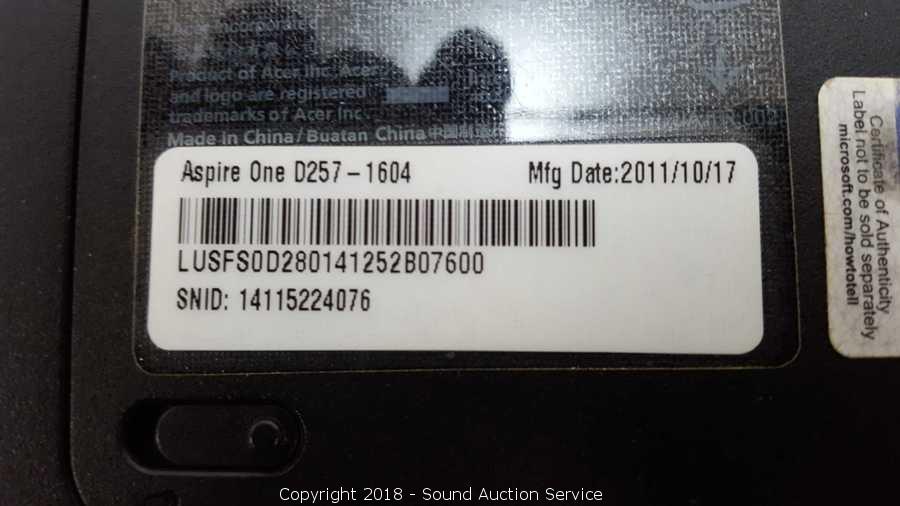 Product of Acer Inc. Acer
and logo are registered
trademarks of Acer Inc.
Made in China/Buatan China
Aspire One D257-1604 Mfg Date:2011/10/17
LUSFS0D280141252B07600
SNID: 14115224076
Certificate of Authenticity
Label not to be sold separately
microsoft.com/howtotell
Copyright 2018 - Sound Auction Service